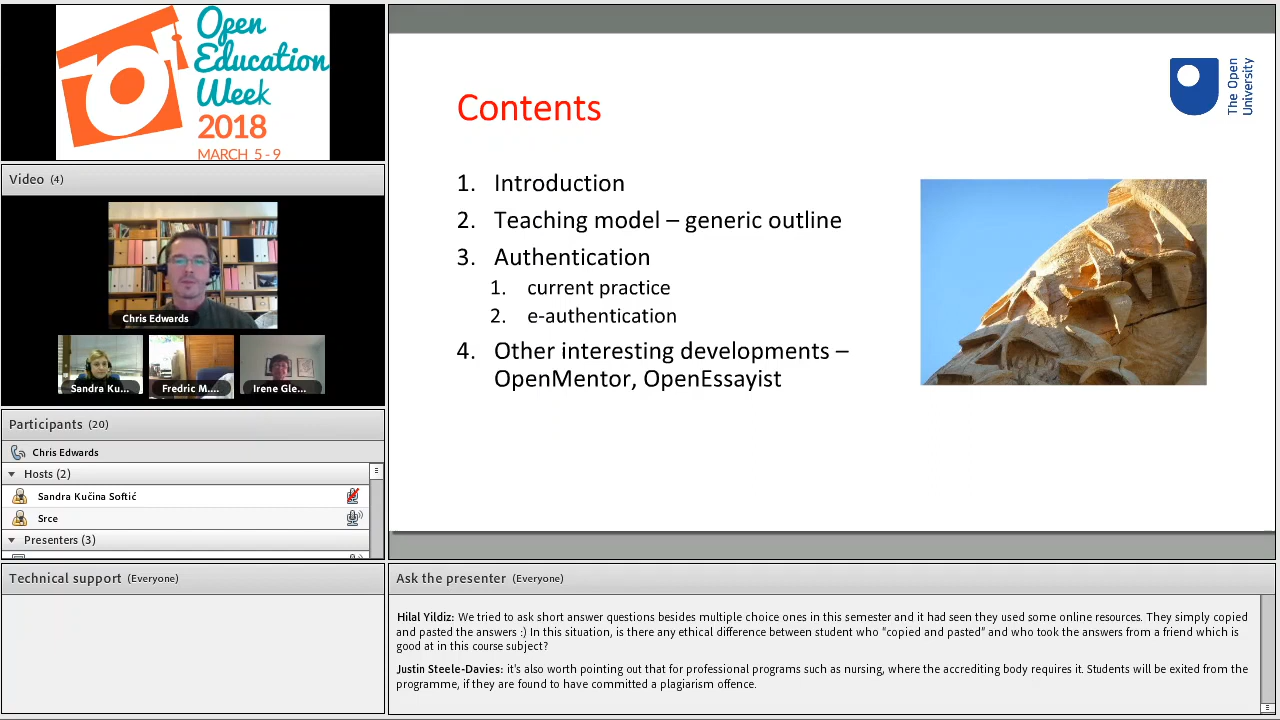 Open
Education
Week
2018
MARCH 5 - 9
Video (4)
Chris Edwards
Sandra Ku...
Fredric M....
Irene Gle...
Participants (20)
Chris Edwards
Hosts (2)
Sandra Kučina Softić
Srce
Presenters (3)
Technical support (Everyone)
Contents
The Open
University
1. Introduction
2. Teaching model – generic outline
3. Authentication
1. current practice
2. e-authentication
4. Other interesting developments –
OpenMentor, OpenEssayist
Ask the presenter (Everyone)
Hilal Yildiz: We tried to ask short answer questions besides multiple choice ones in this semester and it had seen they used some online resources. They simply copied
and pasted the answers :) In this situation, is there any ethical difference between student who "copied and pasted" and who took the answers from a friend which is
good at in this course subject?
Justin Steele-Davies: it's also worth pointing out that for professional programs such as nursing, where the accrediting body requires it. Students will be exited from the
programme, if they are found to have committed a plagiarism offence.